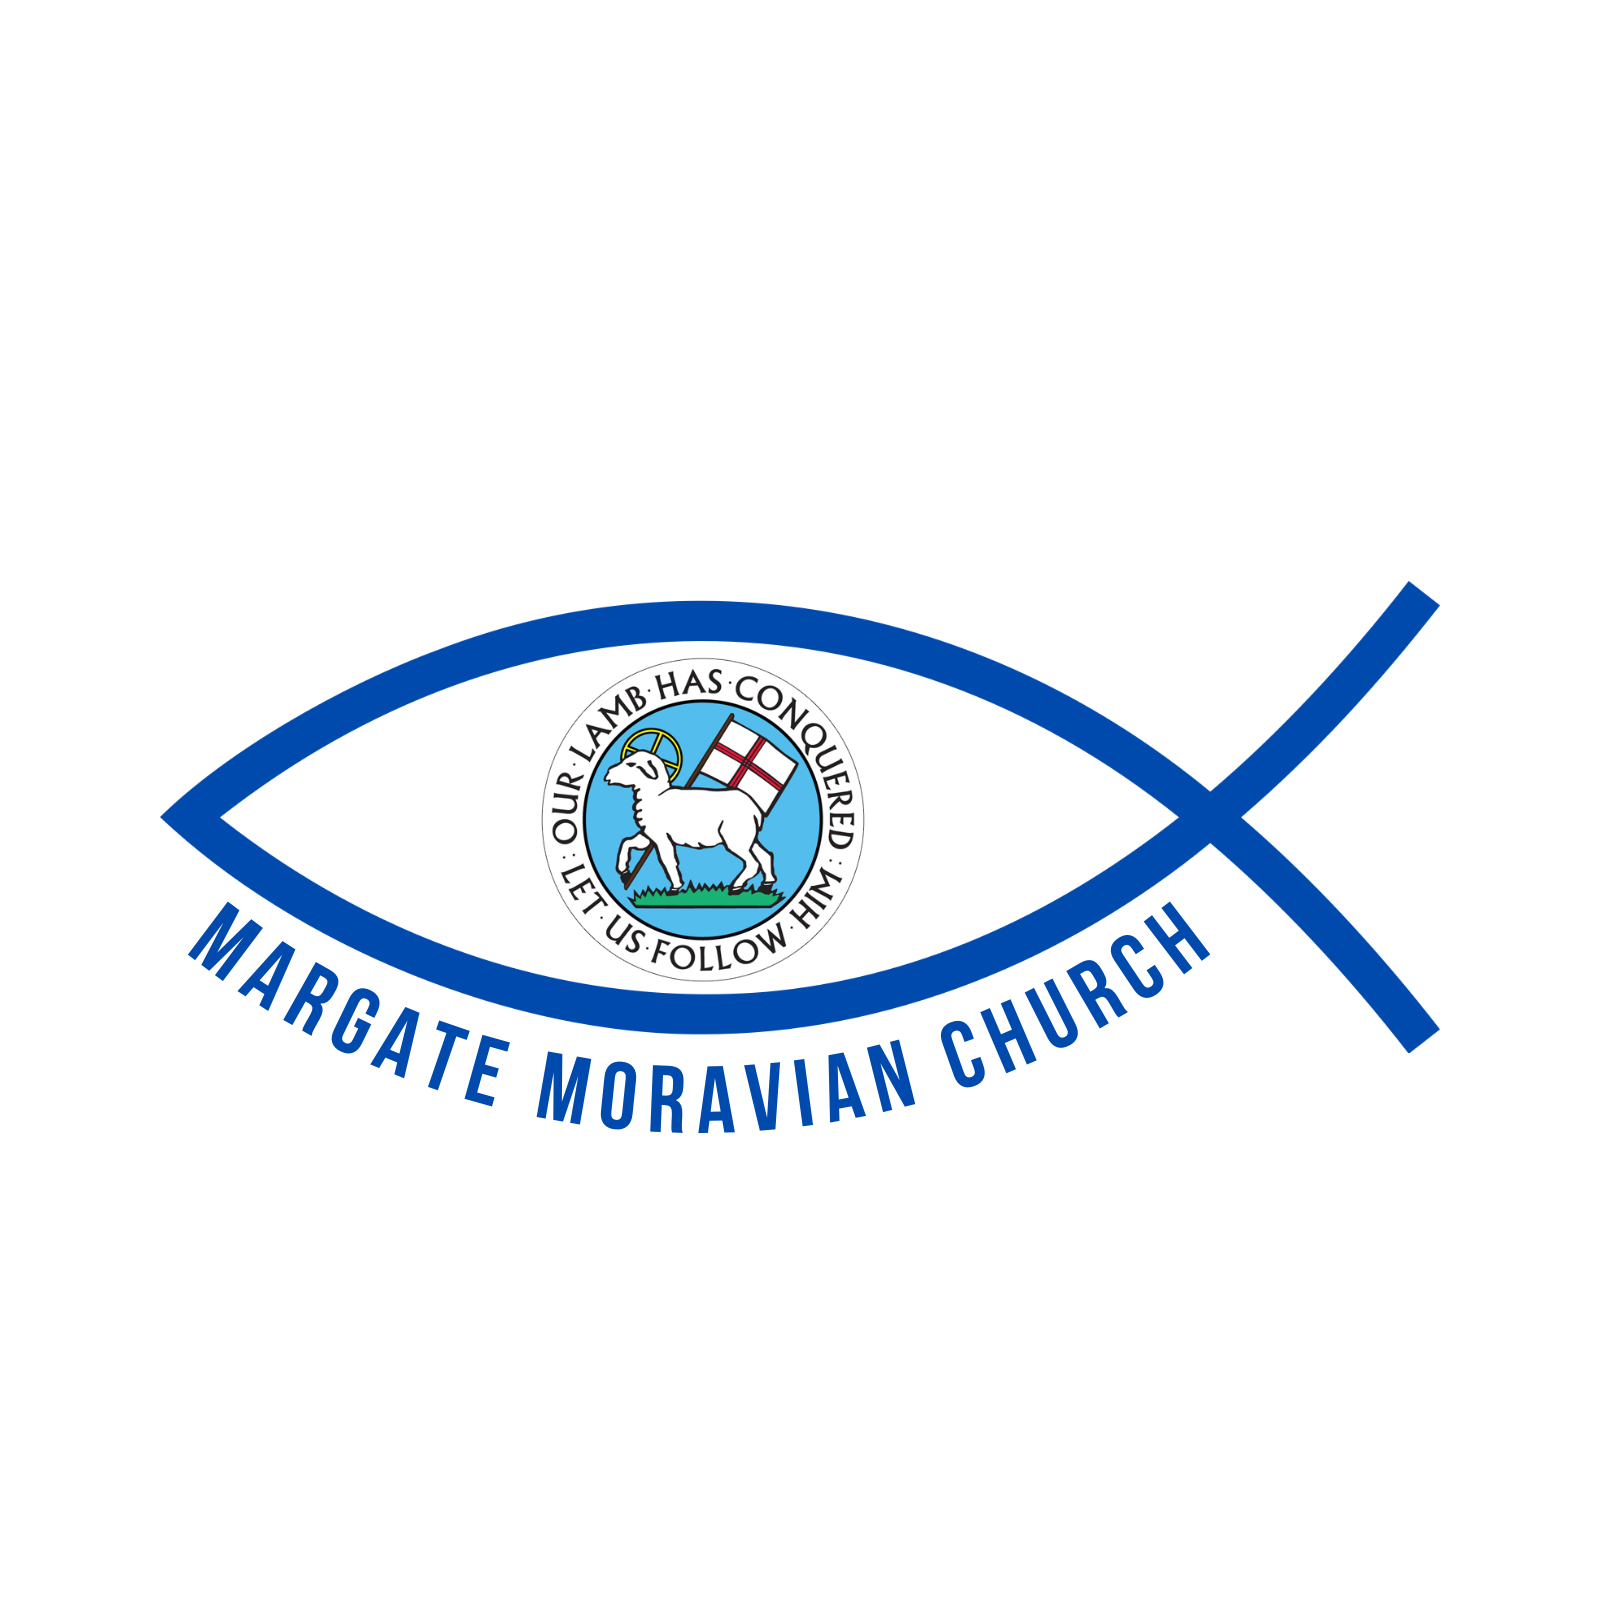 OUR·LAMB·HAS·CONQUERED:
:LET·US·FOLLOW·HIM
MARGATE MORAVIAN CHURCH